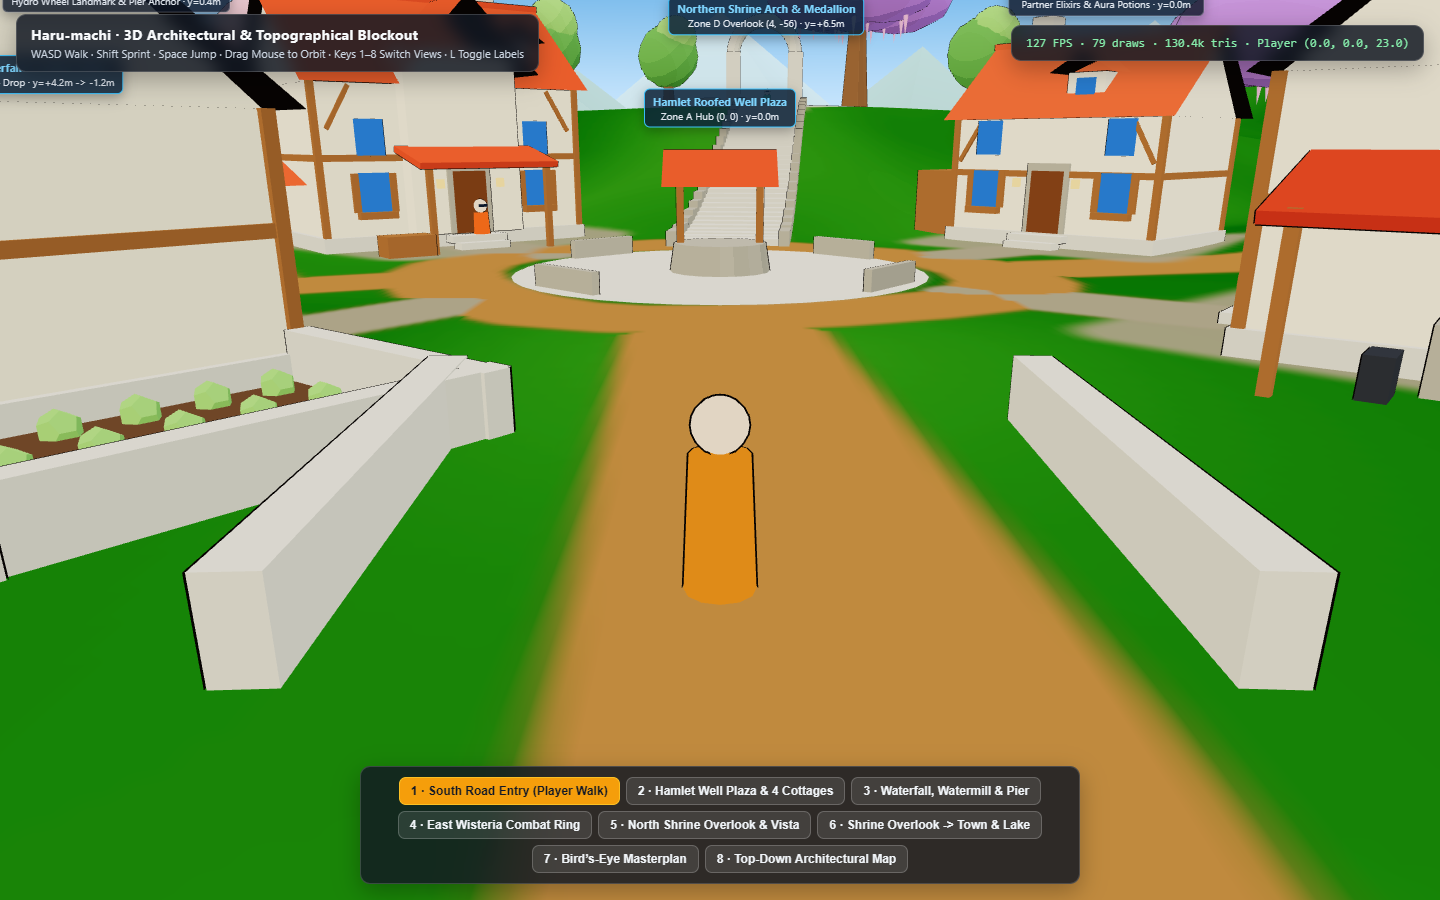 Hydro Wheel Landmark & Pier Anchor · y=0.4m
Haru-machi · 3D Architectural & Topographical Blockout
WASD Walk · Shift Sprint · Space Jump · Drag Mouse to Orbit · Keys 1–8 Switch Views · L Toggle Labels
Drop · y=+4.2m -> -1.2m
Northern Shrine Arch & Medallion
Zone D Overlook (4, -56) · y=+6.5m
Partner Elixirs & Aura Potions · y=0.0m
127 FPS · 79 draws · 130.4k tris · Player (0.0, 0.0, 23.0)
Hamlet Roofed Well Plaza
Zone A Hub (0, 0) · y=0.0m
1 · South Road Entry (Player Walk)
2 · Hamlet Well Plaza & 4 Cottages
3 · Waterfall, Watermill & Pier
4 · East Wisteria Combat Ring
5 · North Shrine Overlook & Vista
6 · Shrine Overlook -> Town & Lake
7 · Bird's-Eye Masterplan
8 · Top-Down Architectural Map